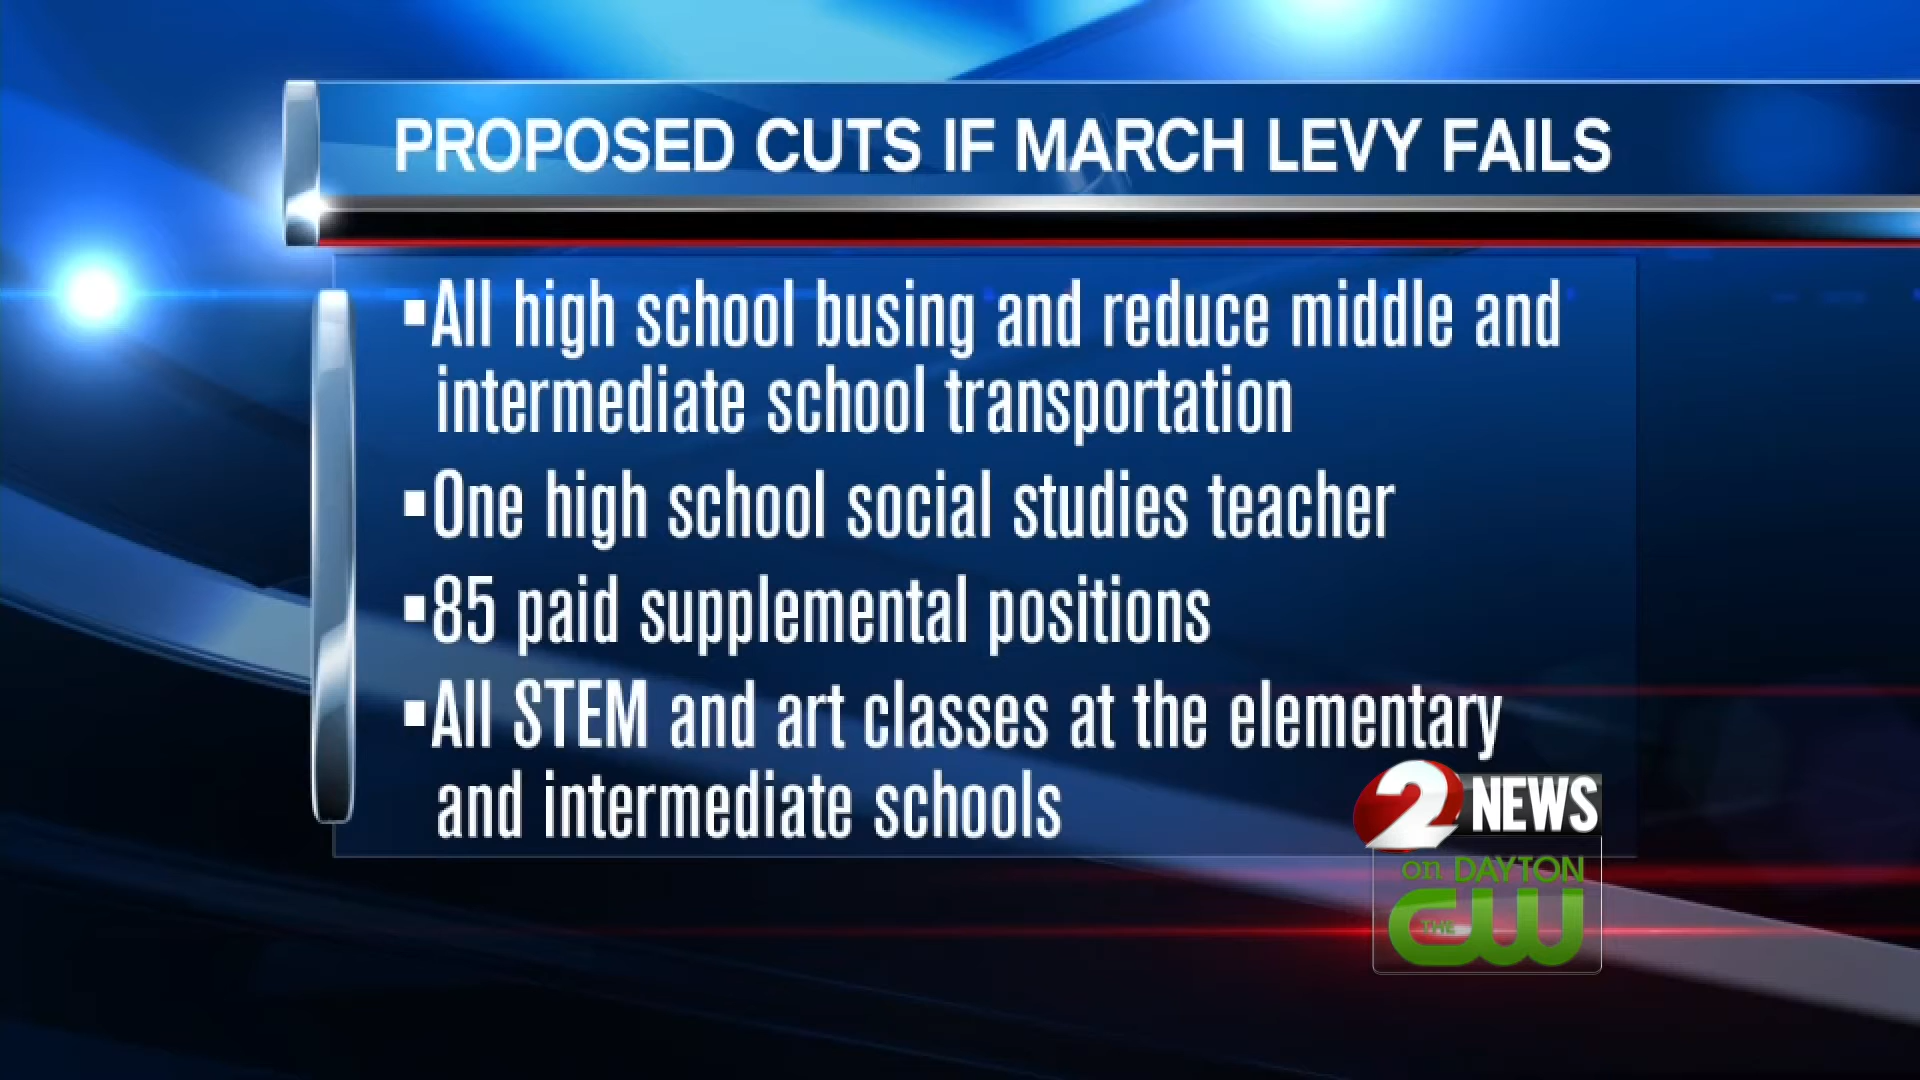 PROPOSED CUTS IF MARCH LEVY FAILS
▪All high school busing and reduce middle and
intermediate school transportation
▪One high school social studies teacher
▪85 paid supplemental positions
▪All STEM and art classes at the elementary
and intermediate schools
2 NEWS
on DAYTON
THE CW